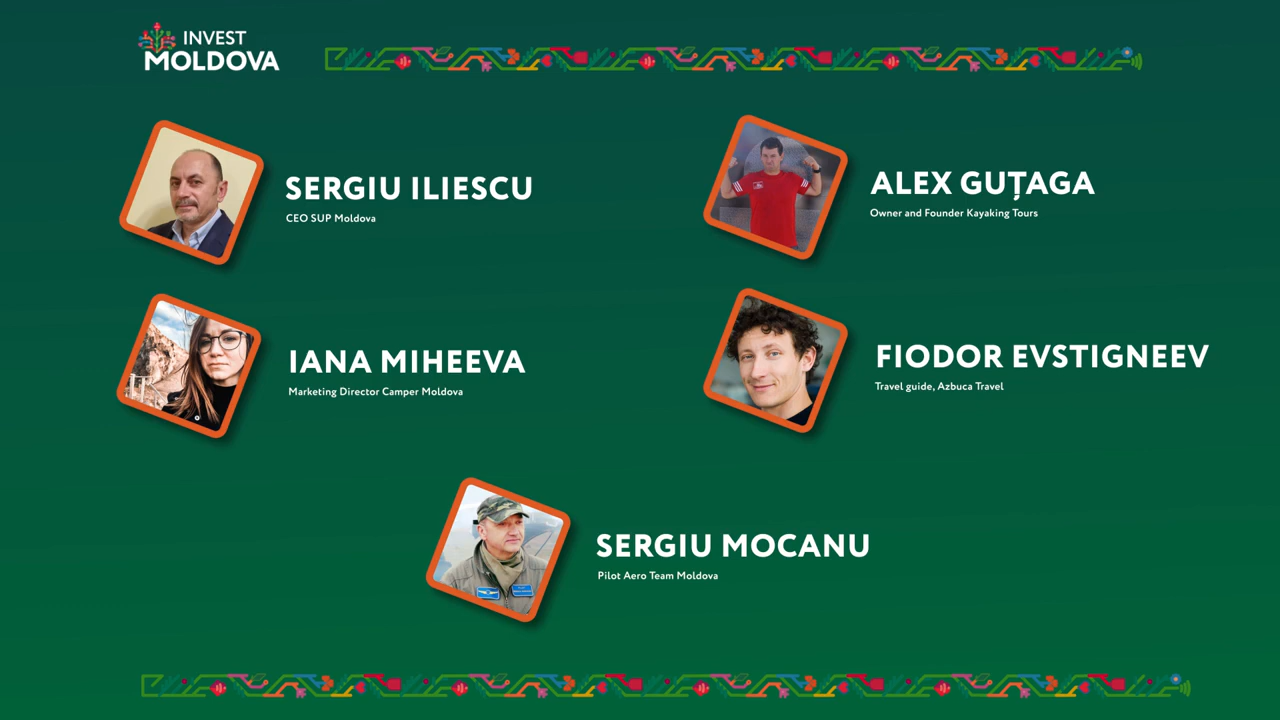 INVEST
MOLDOVA
SERGIU ILIESCU
CEO SUP Moldova
ALEX GUȚAGA
Owner and Founder Kayaking Tours
IANA MIHEEVA
Marketing Director Camper Moldova
FIODOR EVSTIGNEEV
Travel guide, Azbuca Travel
SERGIU MOCANU
Pilot Aero Team Moldova